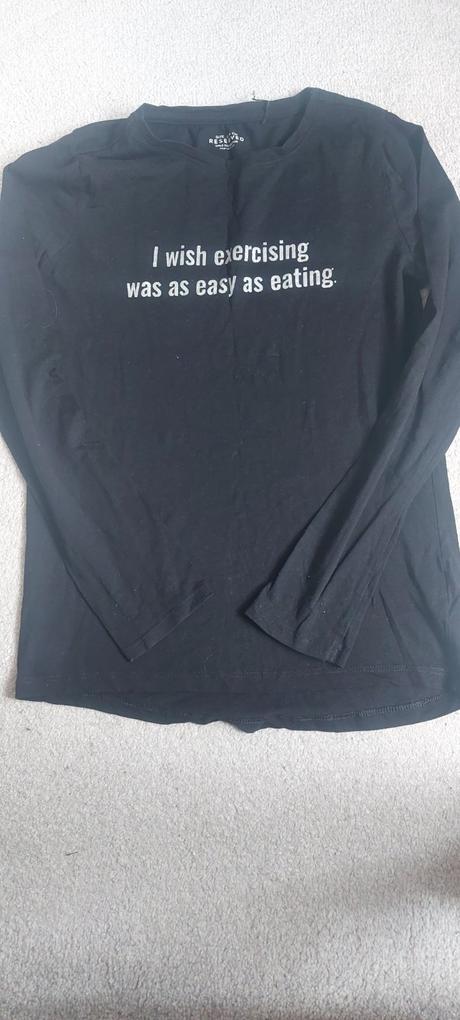 RESERVED
I wish exercising
was as easy as eating.